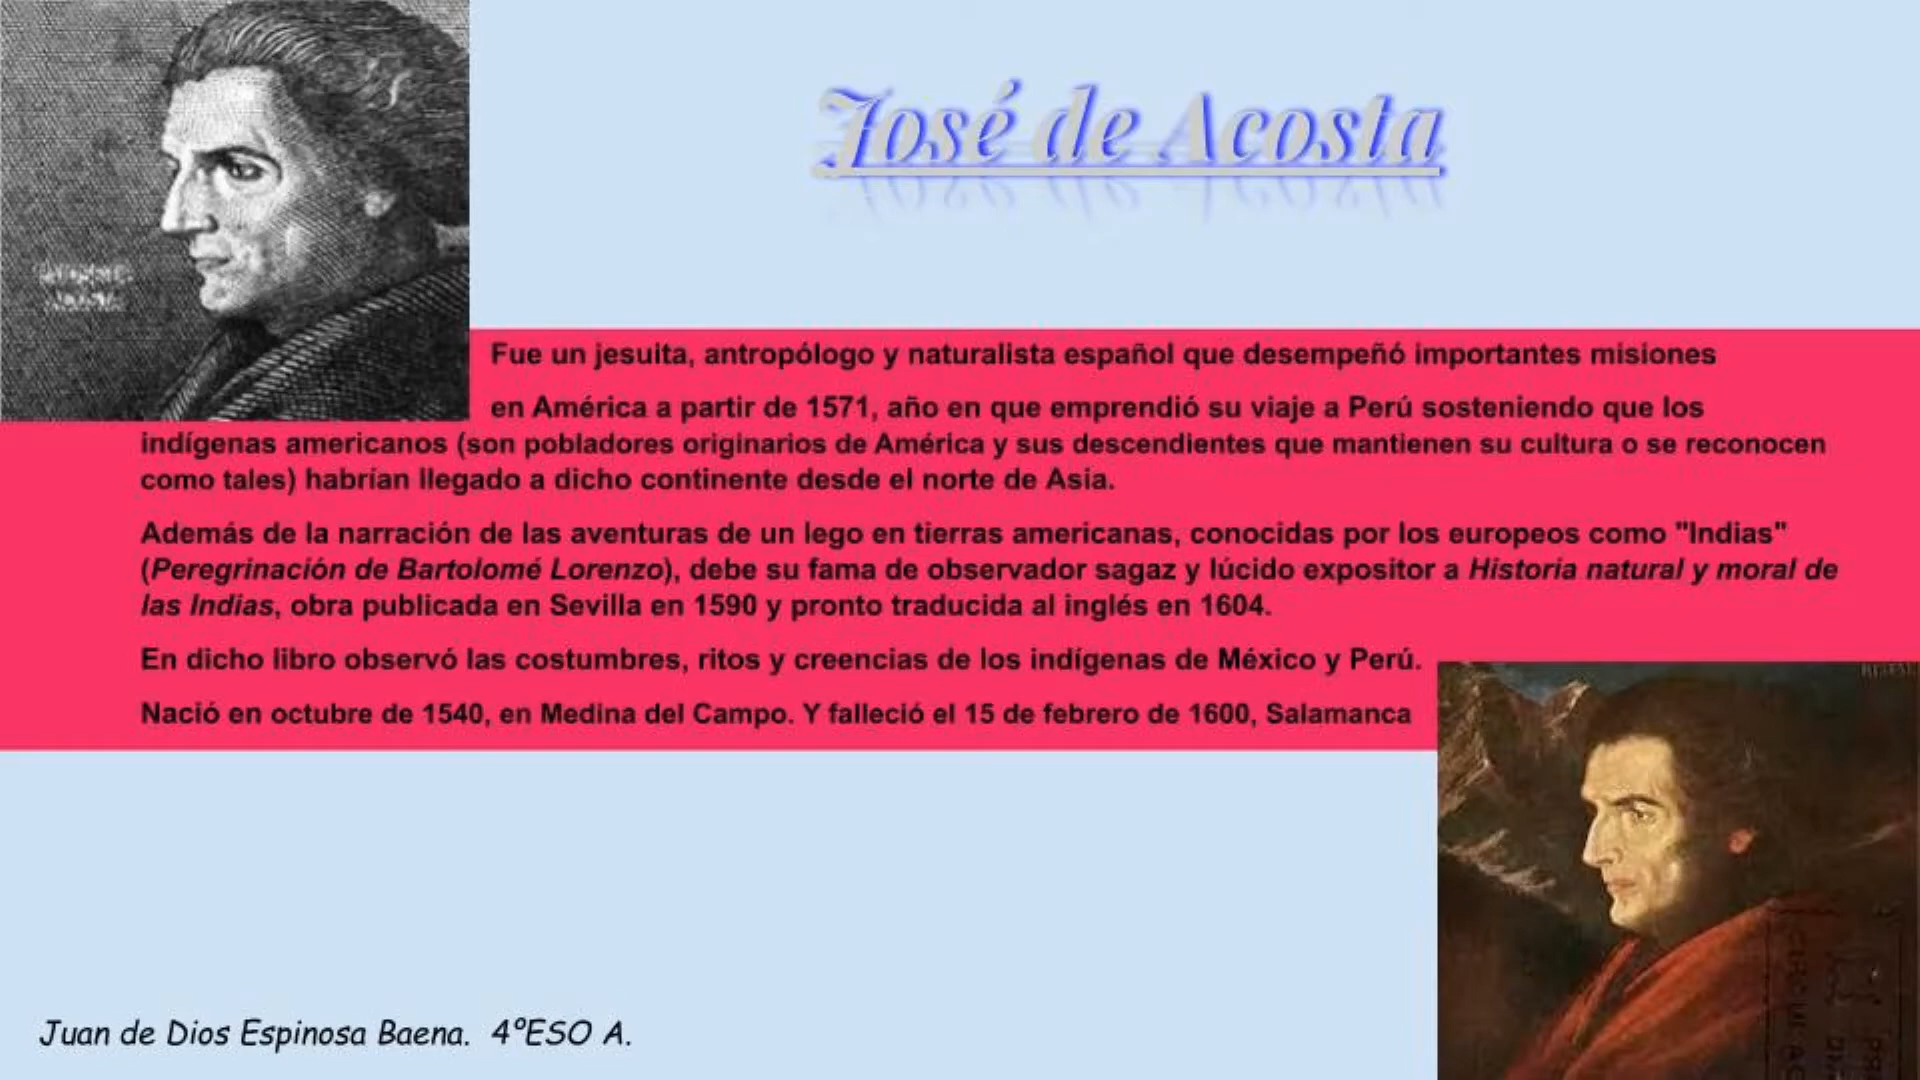 José de Acosta
Fue un jesuita, antropólogo y naturalista español que desempeñó importantes misiones
en América a partir de 1571, año en que emprendió su viaje a Perú sosteniendo que los
indígenas americanos (son pobladores originarios de América y sus descendientes que mantienen su cultura o se reconocen
como tales) habrían llegado a dicho continente desde el norte de Asia.
Además de la narración de las aventuras de un lego en tierras americanas, conocidas por los europeos como "Indias"
(Peregrinación de Bartolomé Lorenzo), debe su fama de observador sagaz y lúcido expositor a Historia natural y moral de
las Indias, obra publicada en Sevilla en 1590 y pronto traducida al inglés en 1604.
En dicho libro observó las costumbres, ritos y creencias de los indígenas de México y Perú.
Nació en octubre de 1540, en Medina del Campo. Y falleció el 15 de febrero de 1600, Salamanca
Juan de Dios Espinosa Baena. 4ºESO A.